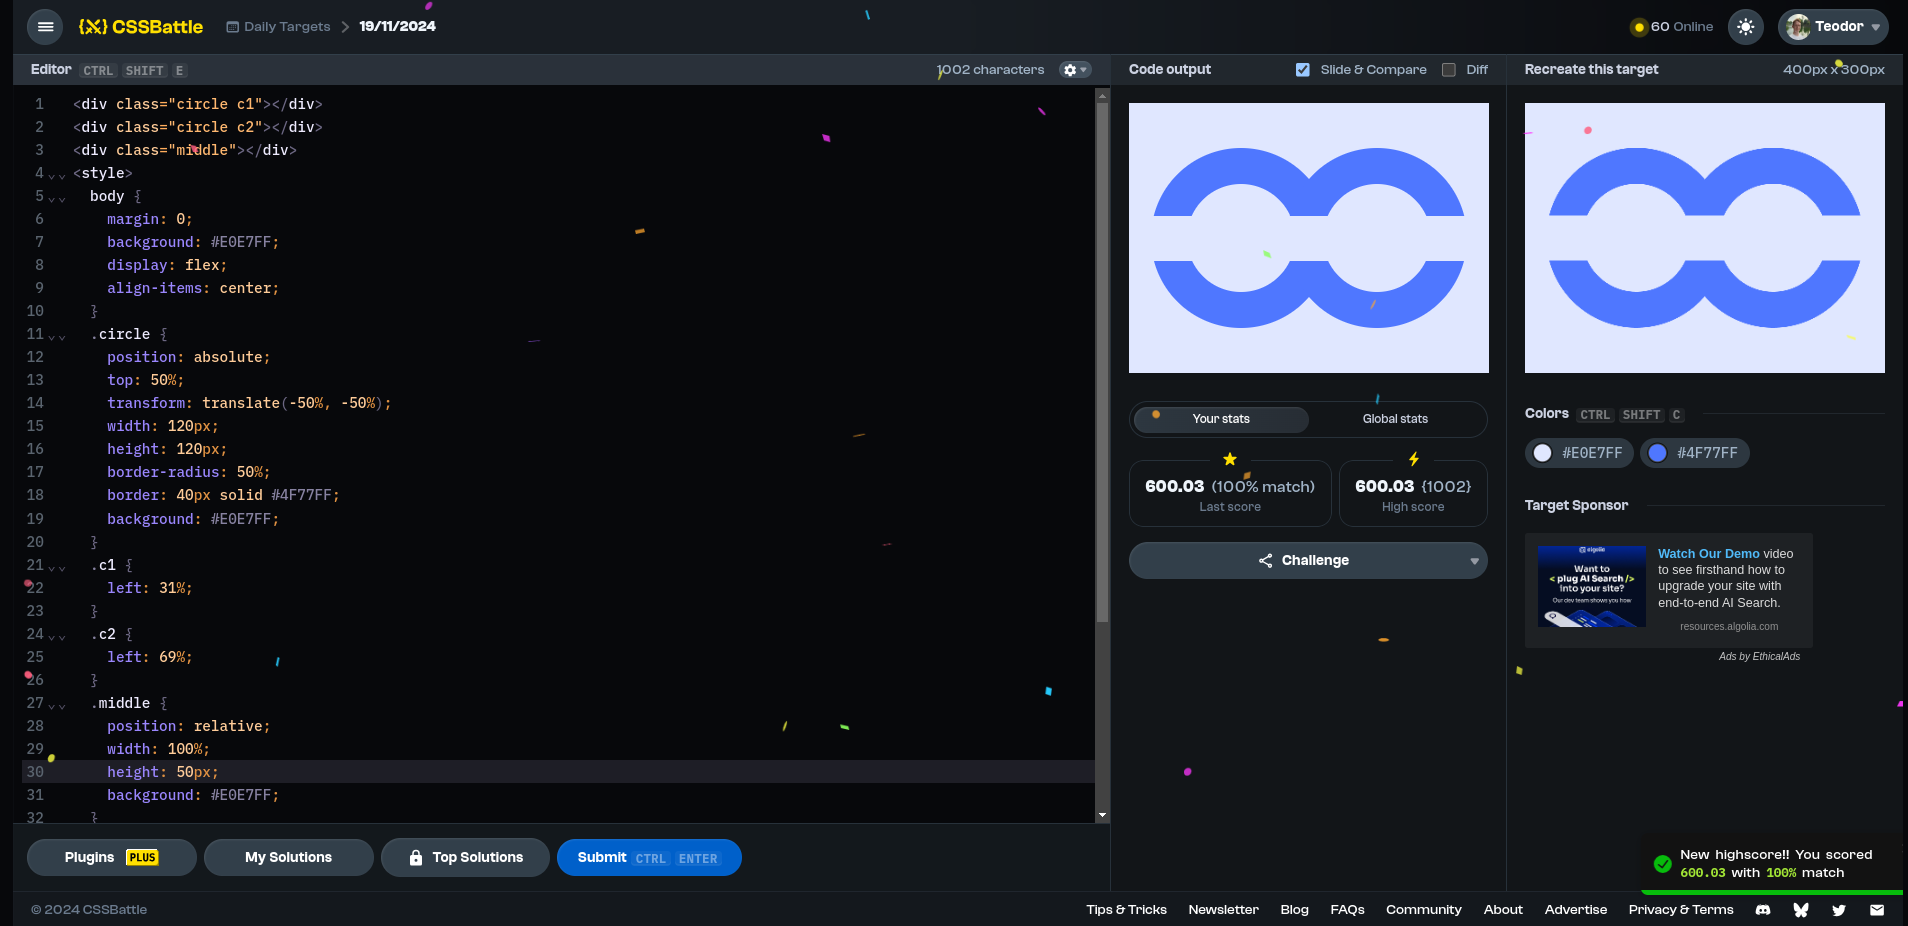 CSSBattle
Daily Targets
19/11/2024
60 Online
Teodor
Editor CTRL SHIFT E
1002 characters
Code output
Slide & Compare
Diff
Recreate this target
400px x 300px
1 <div class="circle c1"></div>
2 <div class="circle c2"></div>
3 <div class="middle"></div>
4 <style>
5 body {
6 margin: 0;
7 background: #E0E7FF;
8 display: flex;
9 align-items: center;
10 }
11 .circle {
12 position: absolute;
13 top: 50%;
14 transform: translate(-50%, -50%);
15 width: 120px;
16 height: 120px;
17 border-radius: 50%;
18 border: 40px solid #4F77FF;
19 background: #E0E7FF;
20 }
21 .c1 {
22 left: 31%;
23 }
24 .c2 {
25 left: 69%;
26 }
27 .middle {
28 position: relative;
29 width: 100%;
30 height: 50px;
31 background: #E0E7FF;
32 }
Your stats
Global stats
600.03 (100% match)
Last score
600.03 {1002}
High score
Challenge
Colors CTRL SHIFT C
#E0E7FF
#4F77FF
Target Sponsor
algolia
Want to
< plug AI Search />
into your site?
Our dev team shows you how
Watch Our Demo video
to see firsthand how to
upgrade your site with
end-to-end AI Search.
resources.algolia.com
Ads by EthicalAds
Plugins PLUS
My Solutions
Top Solutions
Submit CTRL ENTER
New highscore!! You scored
600.03 with 100% match
© 2024 CSSBattle
Tips & Tricks
Newsletter
Blog
FAQs
Community
About
Advertise
Privacy & Terms